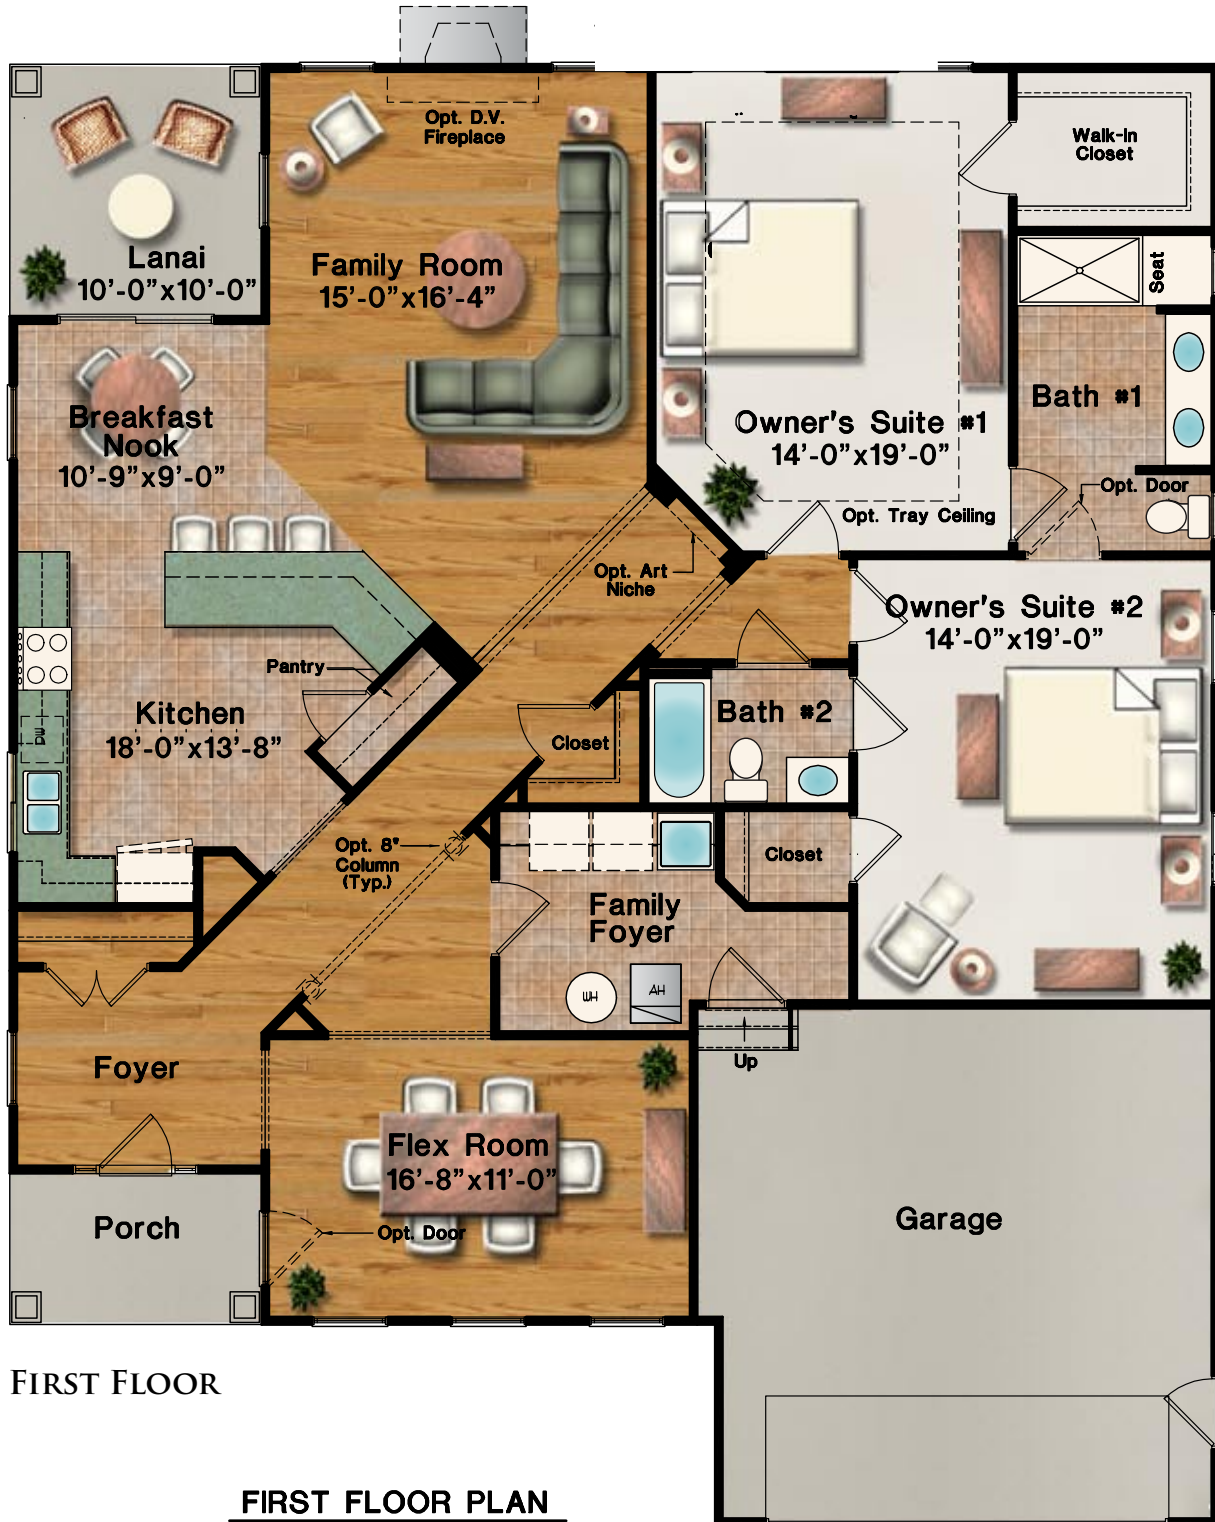 Opt. D.V.
Fireplace
Walk-In
Closet
Lanai
10'-0"x10'-0"
Family Room
15'-0"x16'-4"
Seat
Breakfast
Nook
10'-9"x9'-0"
Owner's Suite #1
14'-0"x19'-0"
Bath #1
Opt. Door
Opt. Tray Ceiling
Opt. Art
Niche
Owner's Suite #2
14'-0"x19'-0"
Pantry
Kitchen
18'-0"x13'-8"
DW
Closet
Bath #2
Opt. 8"
Column
(Typ.)
Closet
Family
Foyer
WH
AH
Up
Foyer
Flex Room
16'-8"x11'-0"
Opt. Door
Porch
Garage
First Floor
FIRST FLOOR PLAN